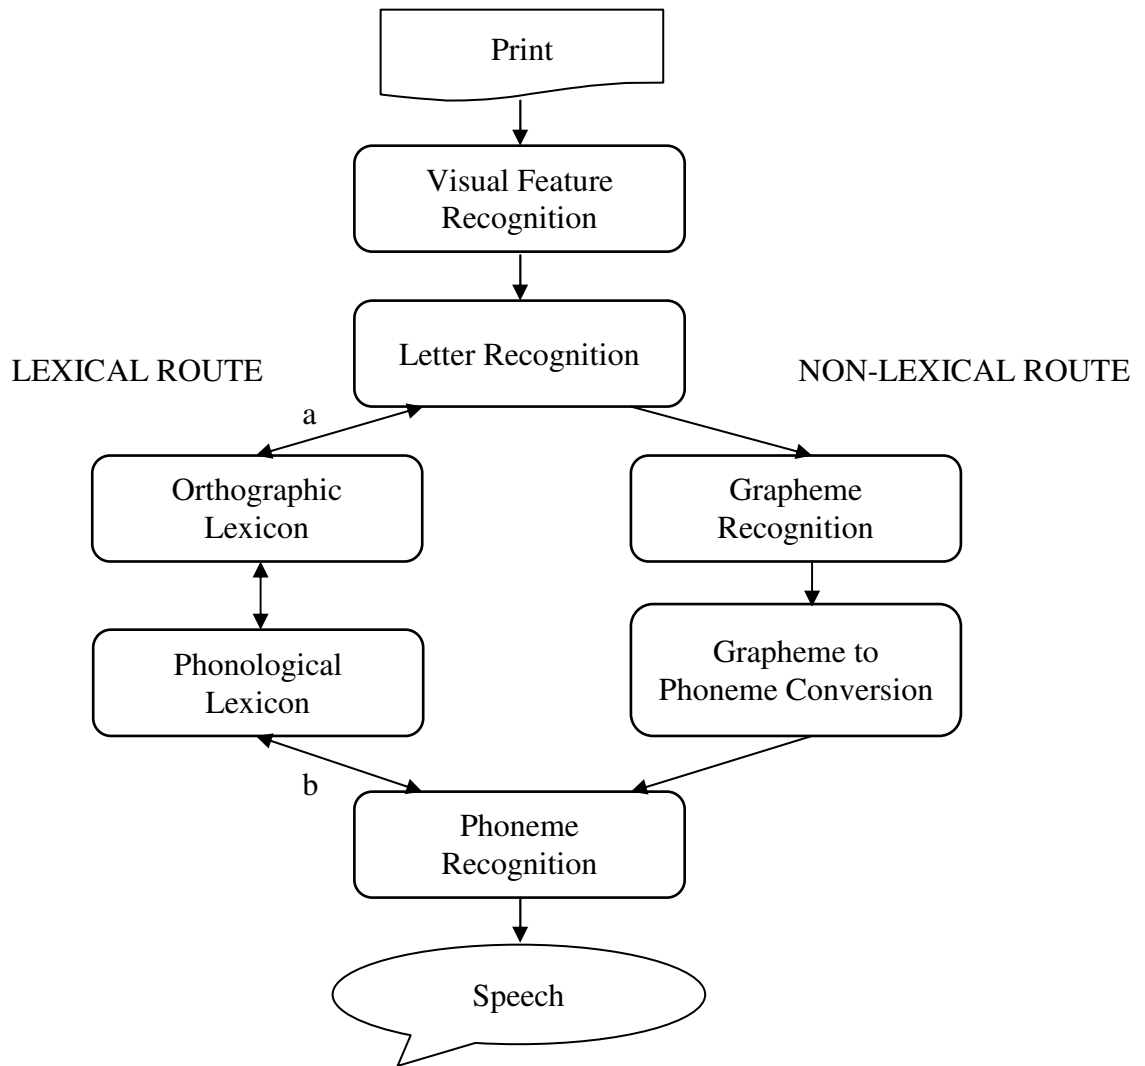 Print
Visual Feature
Recognition
Letter Recognition
LEXICAL ROUTE
NON-LEXICAL ROUTE
a
Orthographic
Lexicon
Grapheme
Recognition
Phonological
Lexicon
Grapheme to
Phoneme Conversion
b
Phoneme
Recognition
Speech